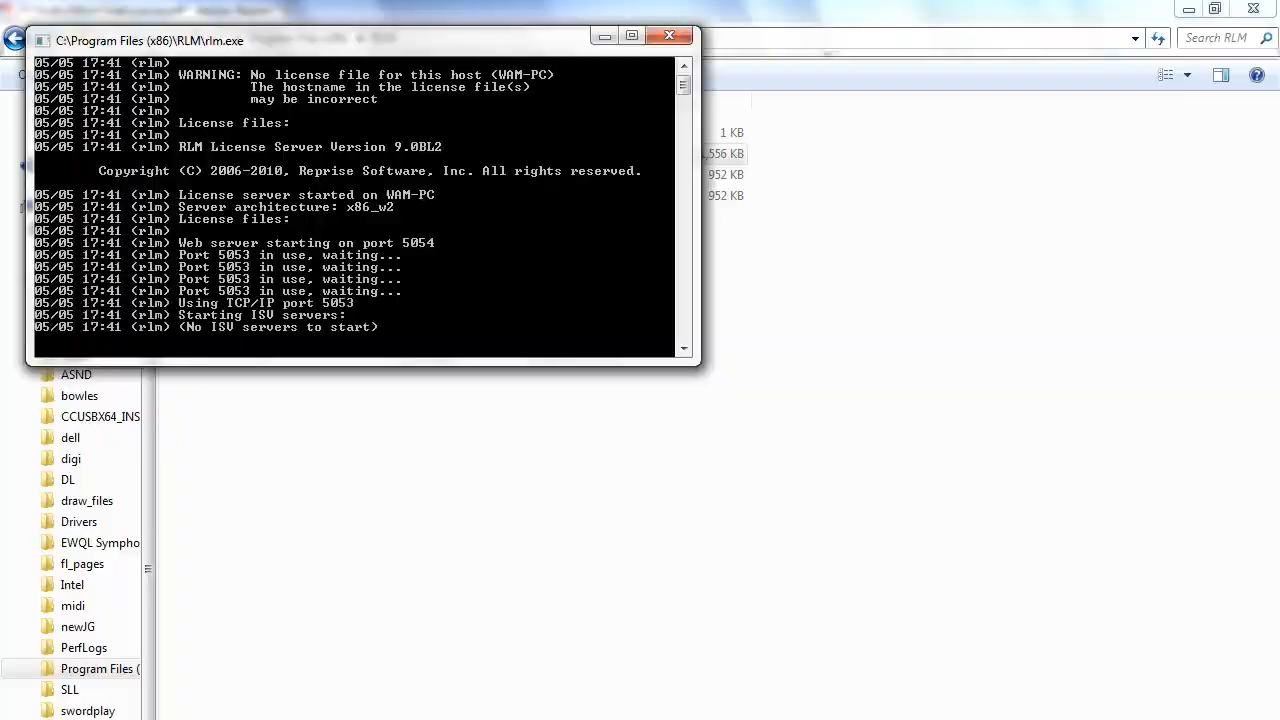 C:\Program Files (x86)\RLM\rlm.exe
Search RLM
05/05 17:41 (rlm)
05/05 17:41 (rlm) WARNING: No license file for this host (WAM-PC)
05/05 17:41 (rlm) The hostname in the license file(s)
05/05 17:41 (rlm) may be incorrect
05/05 17:41 (rlm)
05/05 17:41 (rlm) License files:
05/05 17:41 (rlm)
05/05 17:41 (rlm) RLM License Server Version 9.0BL2
Copyright (C) 2006-2010, Reprise Software, Inc. All rights reserved.
05/05 17:41 (rlm) License server started on WAM-PC
05/05 17:41 (rlm) Server architecture: x86_w2
05/05 17:41 (rlm) License files:
05/05 17:41 (rlm)
05/05 17:41 (rlm) Web server starting on port 5054
05/05 17:41 (rlm) Port 5053 in use, waiting...
05/05 17:41 (rlm) Port 5053 in use, waiting...
05/05 17:41 (rlm) Port 5053 in use, waiting...
05/05 17:41 (rlm) Port 5053 in use, waiting...
05/05 17:41 (rlm) Using TCP/IP port 5053
05/05 17:41 (rlm) Starting ISV servers:
05/05 17:41 (rlm) (No ISV servers to start)
1 KB
,556 KB
952 KB
952 KB
ASND
bowles
CCUSBX64_INS
dell
digi
DL
draw_files
Drivers
EWQL Sympho
fl_pages
Intel
midi
newJG
PerfLogs
Program Files (
SLL
swordplay